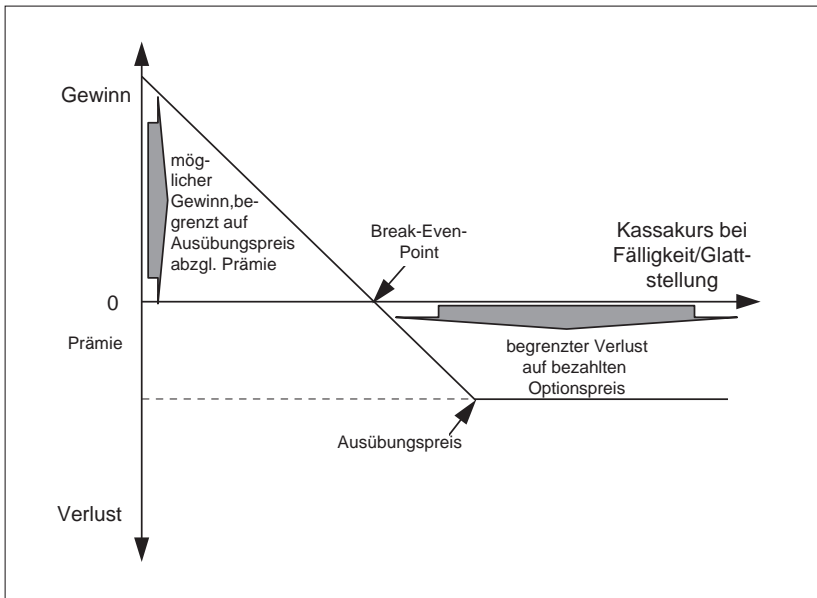 Gewinn
mög-
licher
Gewinn,be-
grenzt auf
Ausübungspreis
abzgl. Prämie
Break-Even-
Point
Kassakurs bei
Fälligkeit/Glatt-
stellung
0
Prämie
begrenzter Verlust
auf bezahlten
Optionspreis
Ausübungspreis
Verlust